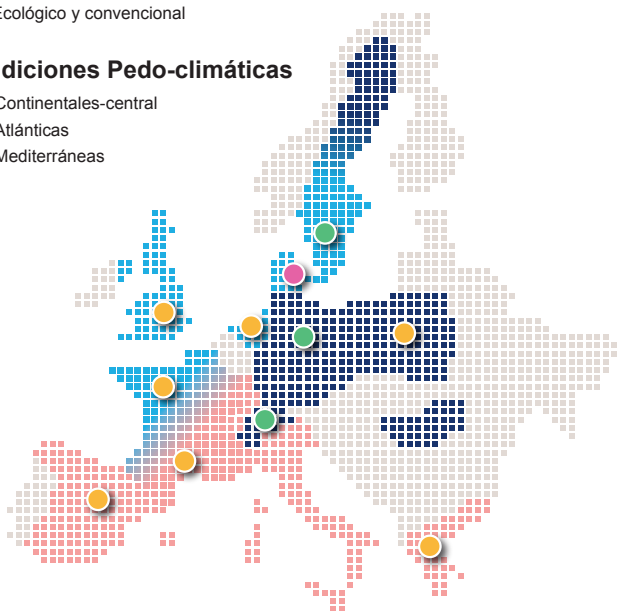 Ecológico y convencional
diciones Pedo-climáticas
Continentales-central
Atlánticas
Mediterráneas